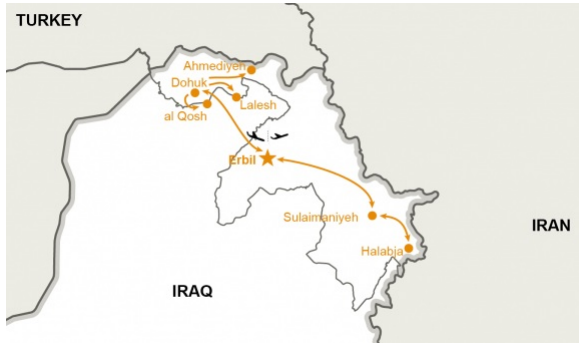 TURKEY
Ahmediyeh
Dohuk
Lalesh
al Qosh
Erbil
Sulaimaniyeh
IRAN
Halabja
IRAQ